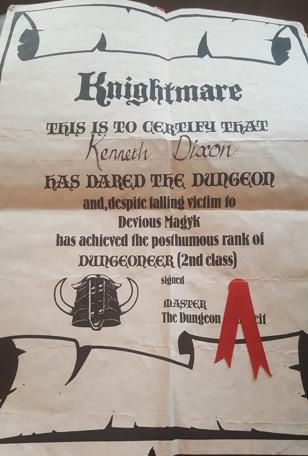 Knightmare
THIS IS TO CERTIFY THAT
Kenneth Dixon
HAS DARED THE DUNGEON
and, despite falling victim to
Devious Magyk
has achieved the posthumous rank of
DUNGEONEER (2nd class)
signed
MASTER
The Dungeon